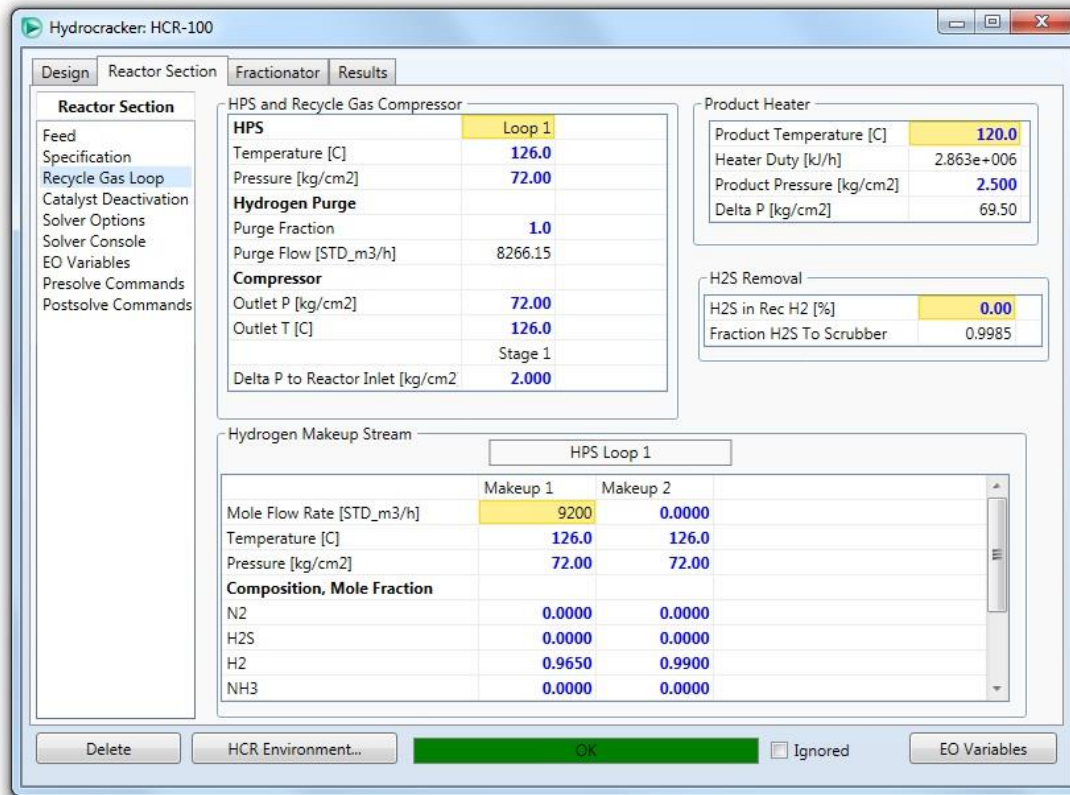 Hydrocracker: HCR-100
Design Reactor Section Fractionator Results
Reactor Section
Feed
Specification
Recycle Gas Loop
Catalyst Deactivation
Solver Options
Solver Console
EO Variables
Presolve Commands
Postsolve Commands
HPS and Recycle Gas Compressor
HPS Loop 1
Temperature [C] 126.0
Pressure [kg/cm2] 72.00
Hydrogen Purge
Purge Fraction 1.0
Purge Flow [STD_m3/h] 8266.15
Compressor
Outlet P [kg/cm2] 72.00
Outlet T [C] 126.0
Stage 1
Delta P to Reactor Inlet [kg/cm2 2.000
Product Heater
Product Temperature [C] 120.0
Heater Duty [kJ/h] 2.863e+006
Product Pressure [kg/cm2] 2.500
Delta P [kg/cm2] 69.50
H2S Removal
H2S in Rec H2 [%] 0.00
Fraction H2S To Scrubber 0.9985
Hydrogen Makeup Stream
HPS Loop 1
Makeup 1 Makeup 2
Mole Flow Rate [STD_m3/h] 9200 0.0000
Temperature [C] 126.0 126.0
Pressure [kg/cm2] 72.00 72.00
Composition, Mole Fraction
N2 0.0000 0.0000
H2S 0.0000 0.0000
H2 0.9650 0.9900
NH3 0.0000 0.0000
Delete HCR Environment... OK Ignored EO Variables